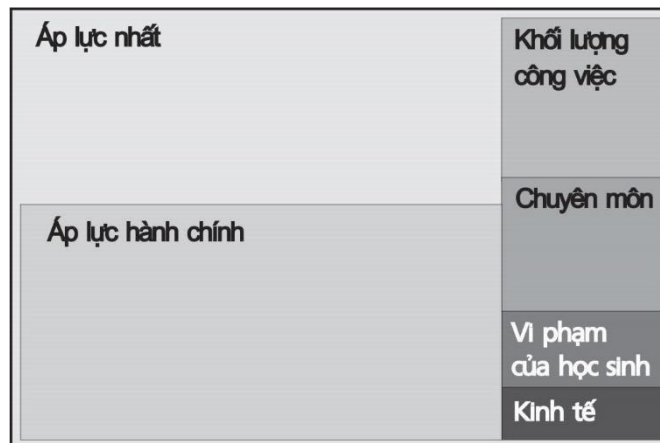 Áp lực nhất
Khối lượng
công việc
Chuyên môn
Áp lực hành chính
Vi phạm
của học sinh
Kinh tế